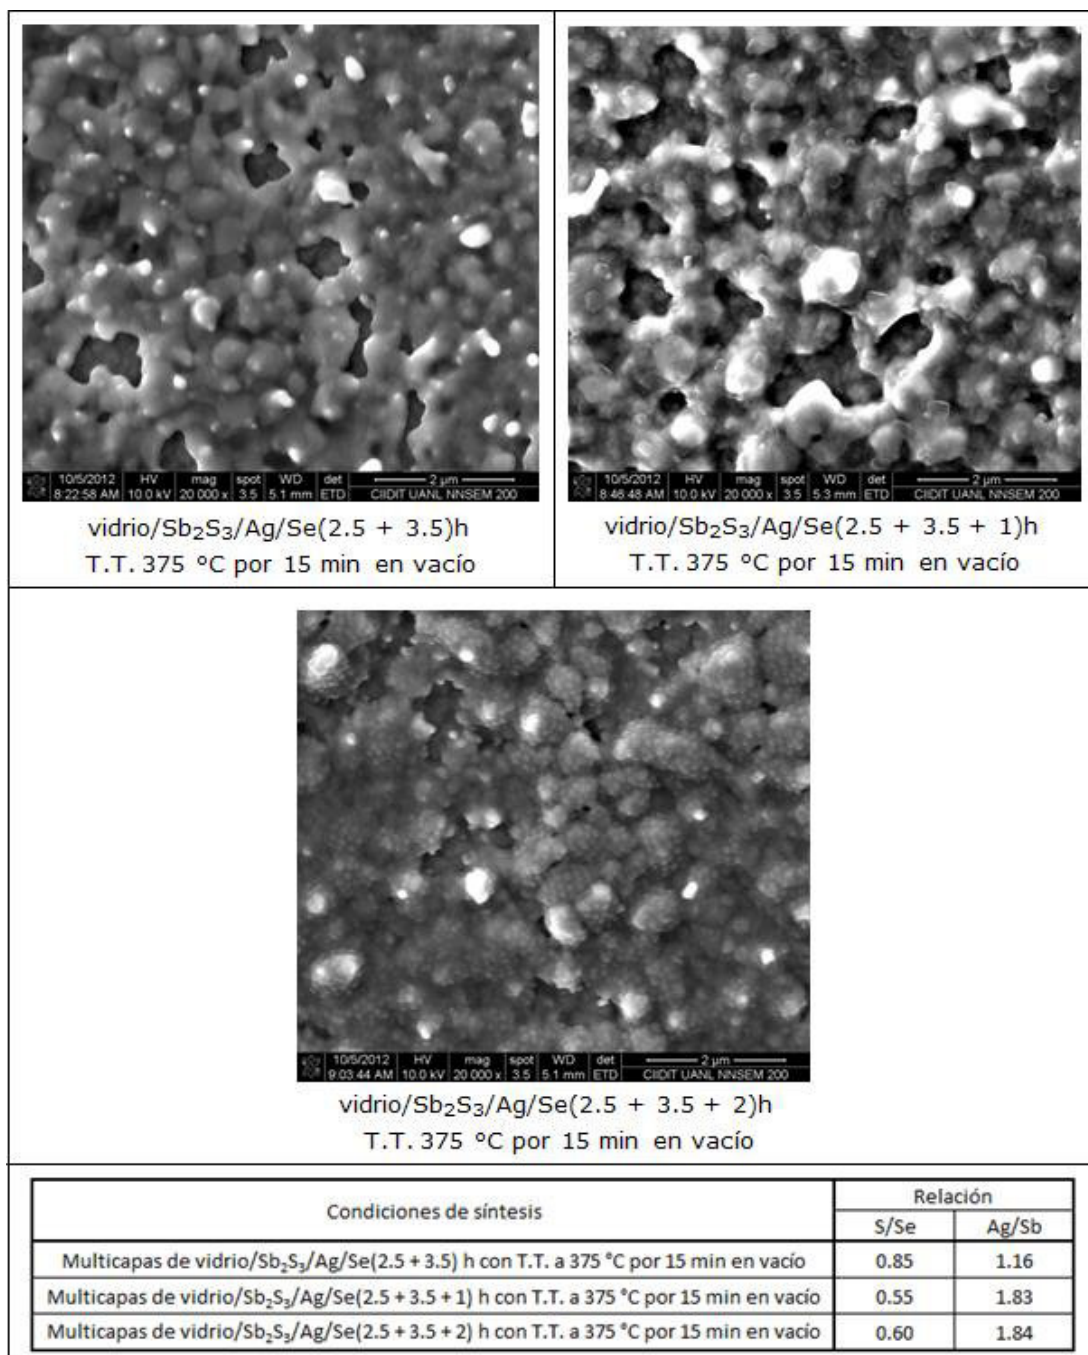 10/5/2012 HV mag spot WD det 2 µm
8:22:58 AM 10.0 kV 20 000 x 3.5 5.1 mm ETD CIIDIT UANL NNSEM 200
vidrio/Sb₂S₃/Ag/Se(2.5 + 3.5)h
T.T. 375 ºC por 15 min en vacío
10/5/2012 HV mag spot WD det 2 µm
8:46:48 AM 10.0 kV 20 000 x 3.5 5.3 mm ETD CIIDIT UANL NNSEM 200
vidrio/Sb₂S₃/Ag/Se(2.5 + 3.5 + 1)h
T.T. 375 ºC por 15 min en vacío
10/5/2012 HV mag spot WD det 2 µm
9:03:44 AM 10.0 kV 20 000 x 3.5 5.1 mm ETD CIIDIT UANL NNSEM 200
vidrio/Sb₂S₃/Ag/Se(2.5 + 3.5 + 2)h
T.T. 375 ºC por 15 min en vacío
Condiciones de síntesis Relación
S/Se Ag/Sb
Multicapas de vidrio/Sb₂S₃/Ag/Se(2.5 + 3.5) h con T.T. a 375 °C por 15 min en vacío 0.85 1.16
Multicapas de vidrio/Sb₂S₃/Ag/Se(2.5 + 3.5 + 1) h con T.T. a 375 °C por 15 min en vacío 0.55 1.83
Multicapas de vidrio/Sb₂S₃/Ag/Se(2.5 + 3.5 + 2) h con T.T. a 375 °C por 15 min en vacío 0.60 1.84